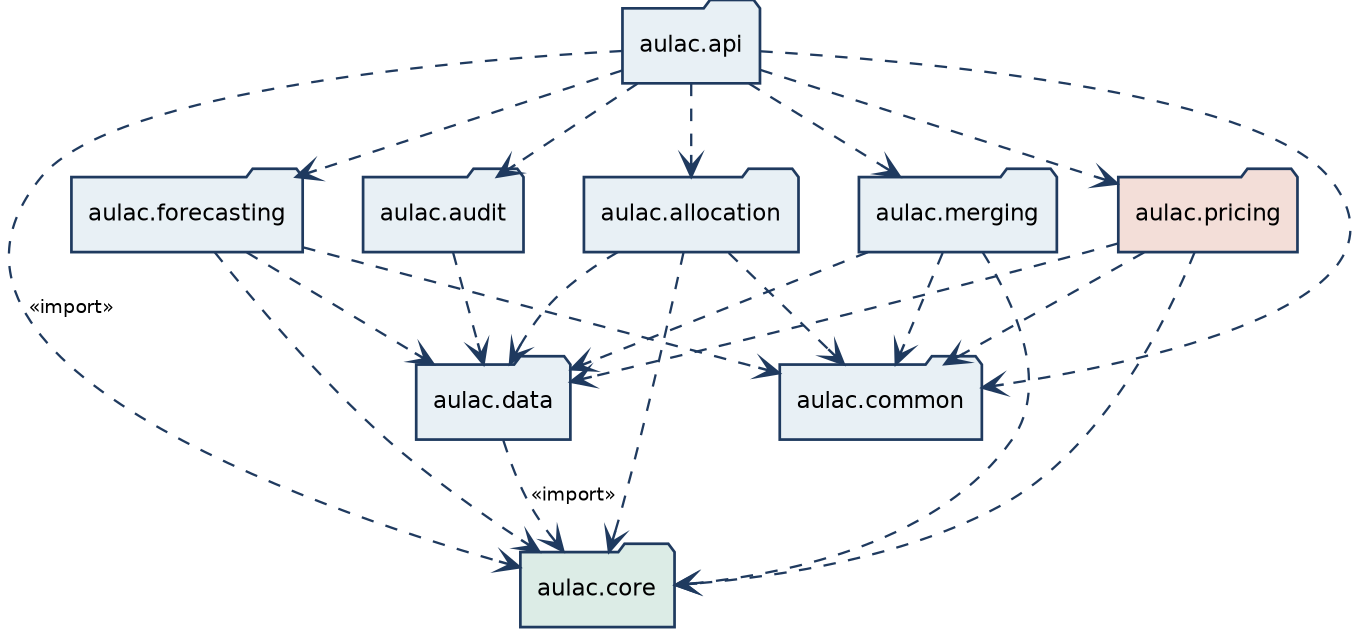 aulac.api
aulac.forecasting
aulac.audit
aulac.allocation
aulac.merging
aulac.pricing
«import»
aulac.data
aulac.common
«import»
aulac.core